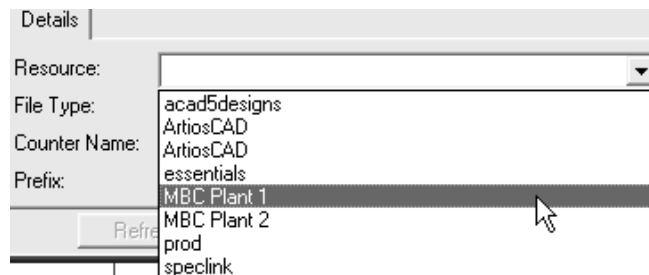 Details
Resource:
File Type:
Counter Name:
Prefix:
acad5designs
ArtiosCAD
ArtiosCAD
essentials
MBC Plant 1
MBC Plant 2
prod
speclink